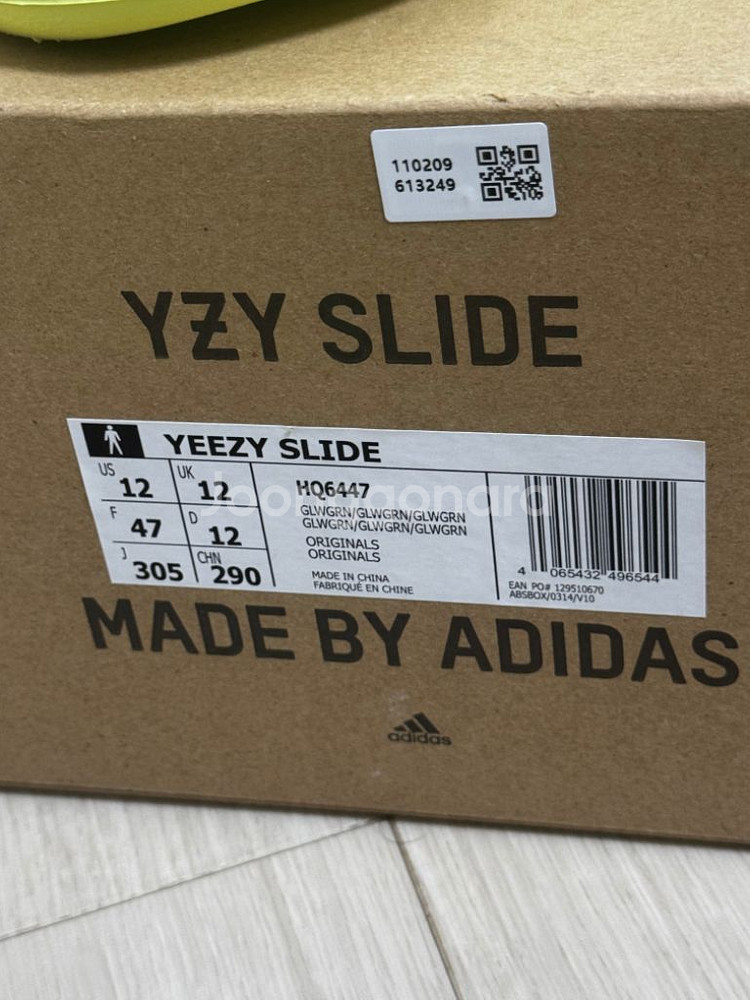 110209
613249
YZY SLIDE
YEEZY SLIDE
US 12 UK 12
F 47 D 12
J 305 CHN 290
HQ6447
GLWGRN/GLWGRN/GLWGRN
GLWGRN/GLWGRN/GLWGRN
ORIGINALS
ORIGINALS
MADE IN CHINA
FABRIQUÉ EN CHINE
4 065432 496544
EAN PO# 129510670
ABSBOX/0314/V10
Joonggonara
MADE BY ADIDAS
adidas